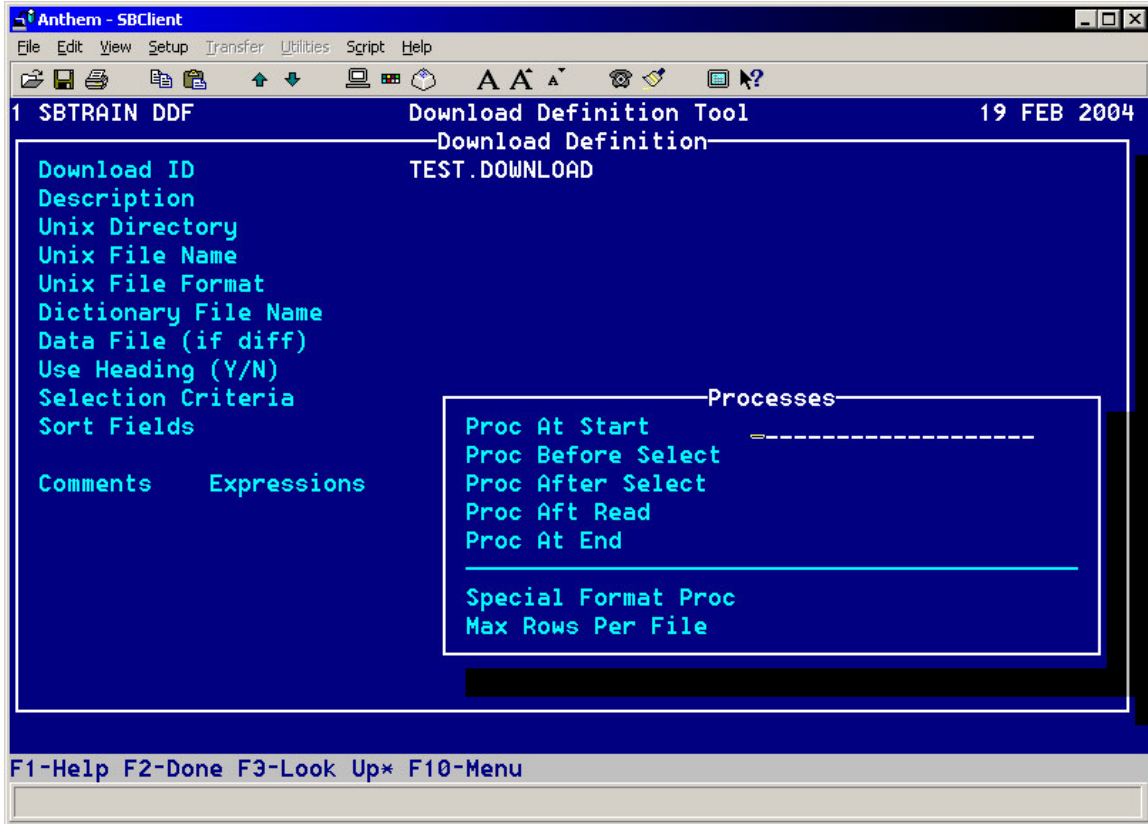 Anthem - SBClient
File Edit View Setup Transfer Utilities Script Help
A A A
1 SBTRAIN DDF Download Definition Tool 19 FEB 2004
Download Definition
Download ID TEST.DOWNLOAD
Description
Unix Directory
Unix File Name
Unix File Format
Dictionary File Name
Data File (if diff)
Use Heading (Y/N)
Selection Criteria
Sort Fields
Comments Expressions
Processes
Proc At Start
Proc Before Select
Proc After Select
Proc Aft Read
Proc At End
Special Format Proc
Max Rows Per File
F1-Help F2-Done F3-Look Up* F10-Menu